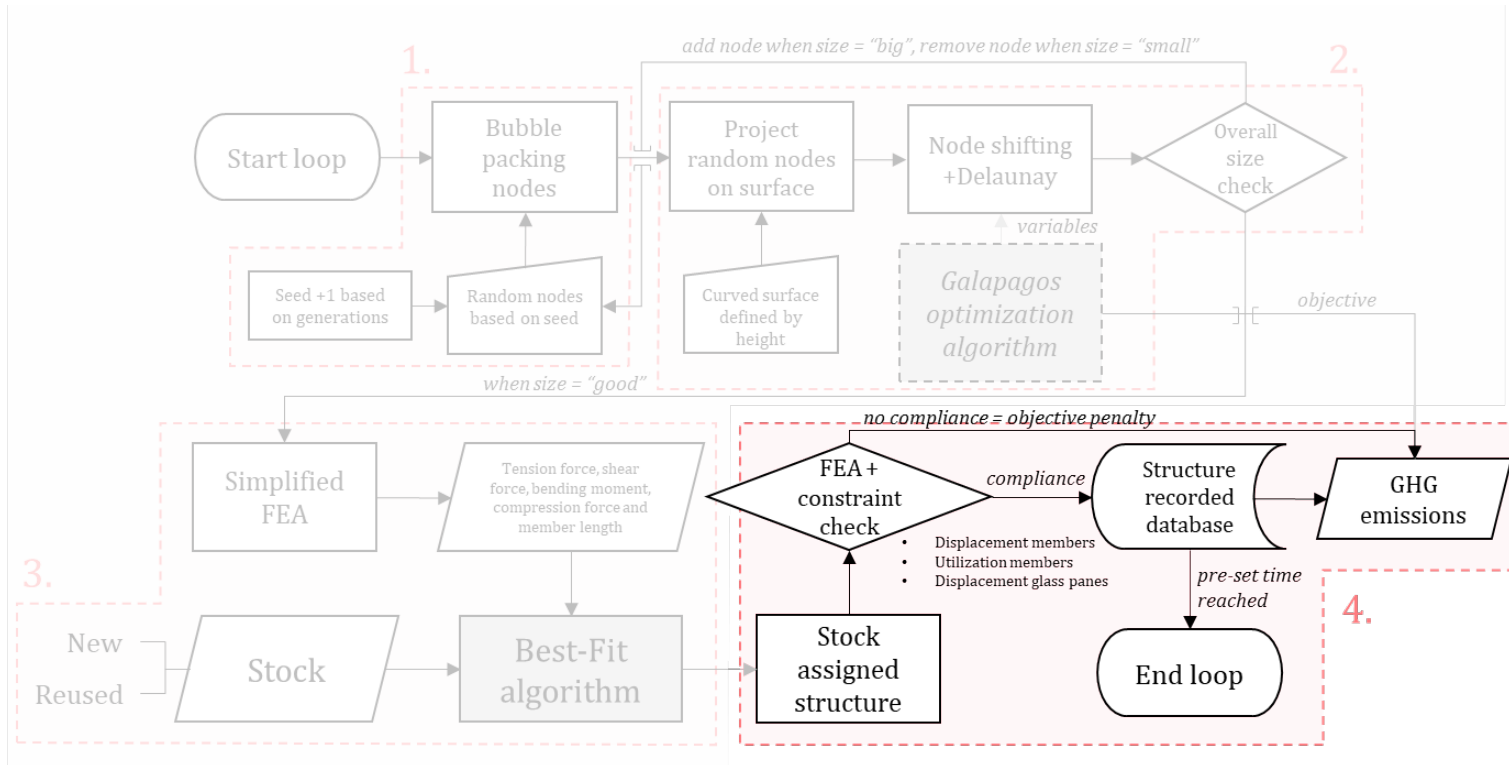 add node when size = “big”, remove node when size = “small”
1.
2.
Start loop
Bubble
packing
nodes
Project
random nodes
on surface
Node shifting
+Delaunay
Overall
size
check
variables
Seed +1 based
on generations
Random nodes
based on seed
Curved surface
defined by
height
Galapagos
optimization
algorithm
objective
when size = “good”
no compliance = objective penalty
Simplified
FEA
Tension force, shear
force, bending moment,
compression force and
member length
FEA +
constraint
check
compliance
Structure
recorded
database
GHG
emissions
• Displacement members
• Utilization members
• Displacement glass panes
pre-set time
reached
3.
4.
New
Reused
Stock
Best-Fit
algorithm
Stock
assigned
structure
End loop